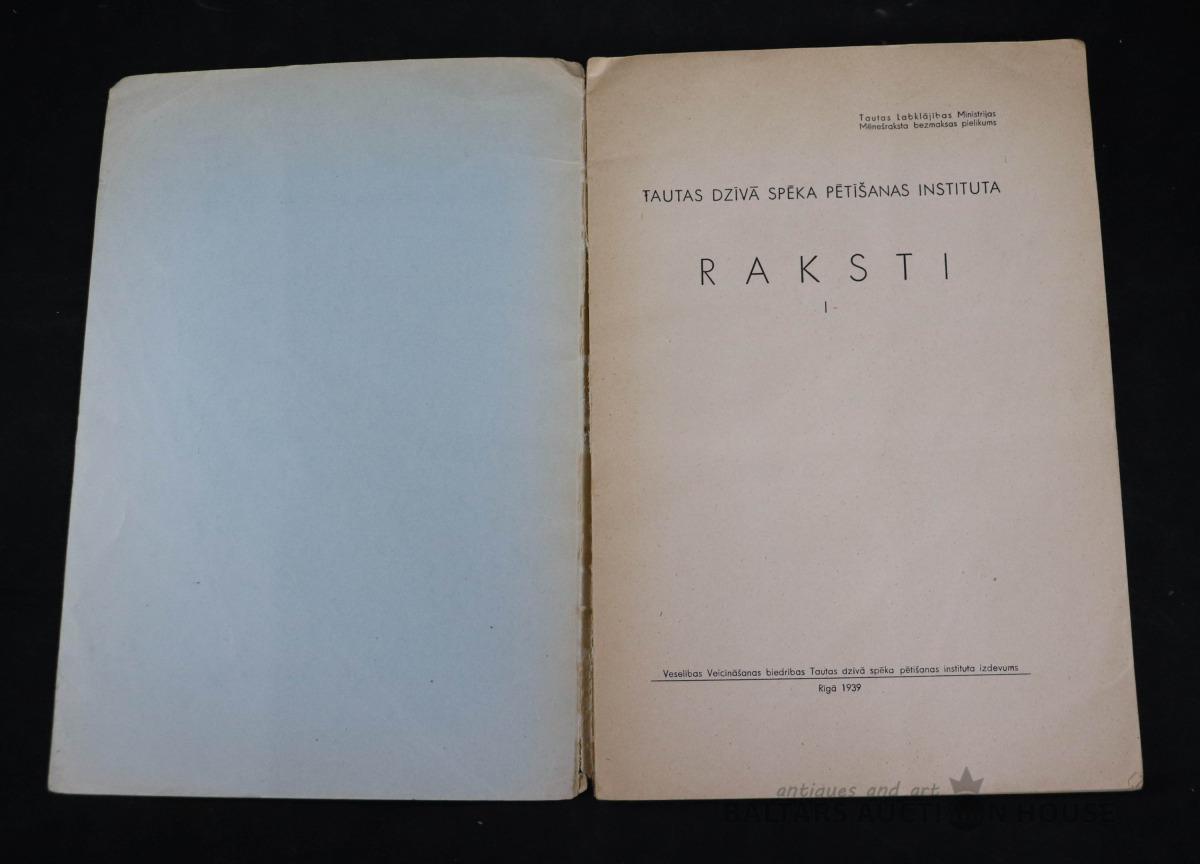 Tautas Labklājības Ministrijas
Mēnešraksta bezmaksas pielikums
TAUTAS DZĪVĀ SPĒKA PĒTĪŠANAS INSTITUTA
RAKSTI
I
Veselības Veicināšanas biedrības Tautas dzīvā spēka pētīšanas instituta izdevums
Rīgā 1939
antiques and art
BALTARS AUCTION HOUSE